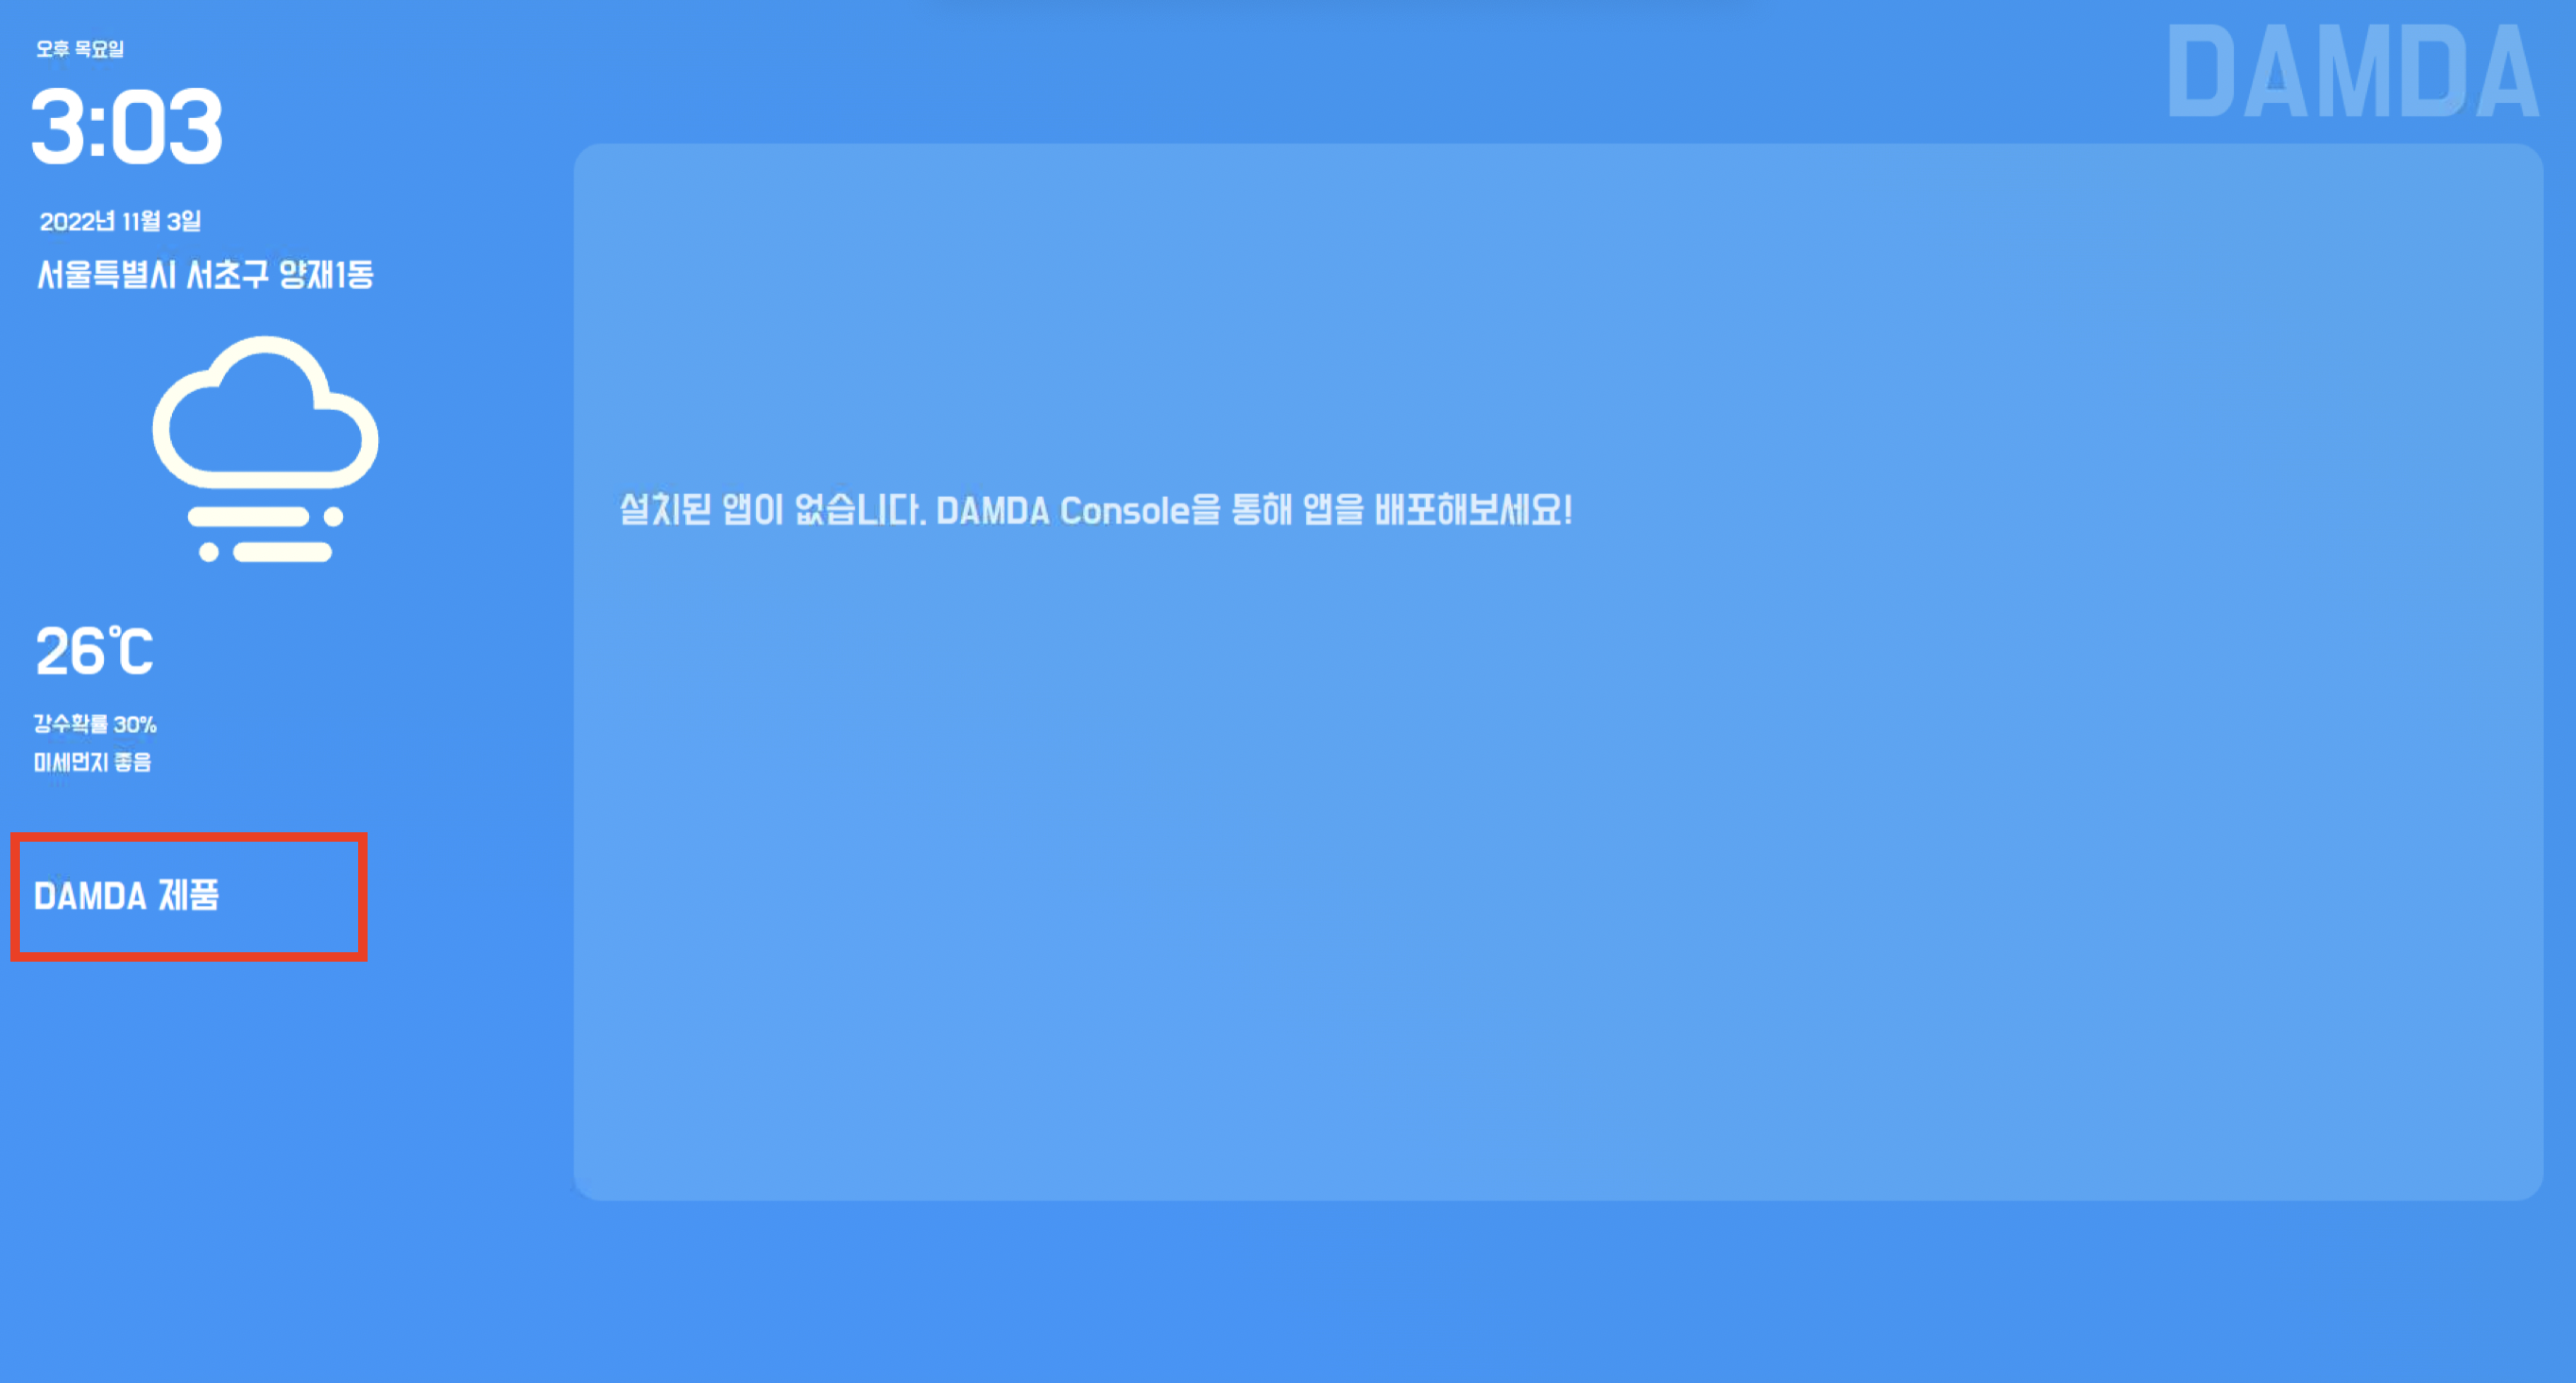 오후 목요일
3:03
2022년 11월 3일
서울특별시 서초구 양재1동
26℃
강수확률 30%
미세먼지 좋음
DAMDA 제품
DAMDA
설치된 앱이 없습니다. DAMDA Console을 통해 앱을 배포해보세요!